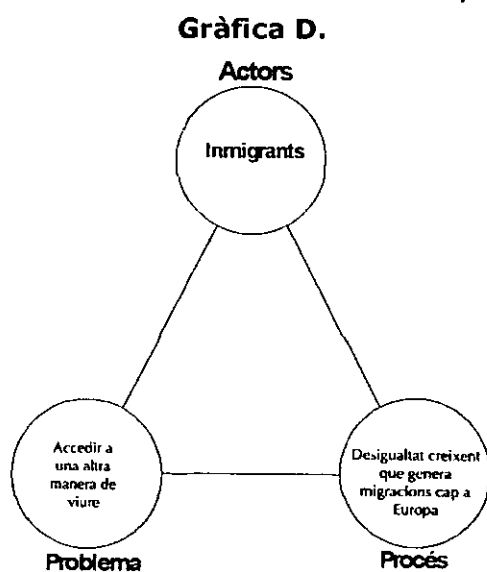 Gràfica D.
Actors
Inmigrants
Accedir a
una altra
manera de
viure
Problema
Desigualtat creixent
que genera
migracions cap a
Europa
Procés